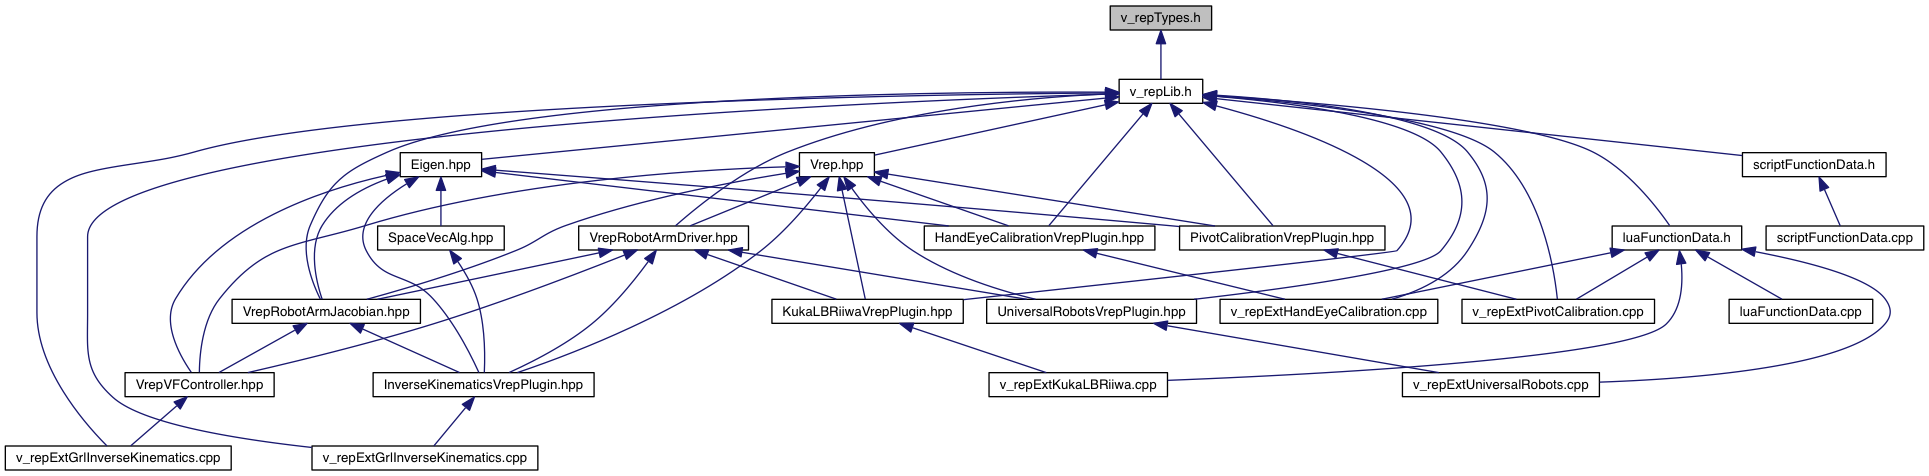 v_repTypes.h
v_repLib.h
Eigen.hpp
Vrep.hpp
scriptFunctionData.h
SpaceVecAlg.hpp
VrepRobotArmDriver.hpp
HandEyeCalibrationVrepPlugin.hpp
PivotCalibrationVrepPlugin.hpp
luaFunctionData.h
scriptFunctionData.cpp
VrepRobotArmJacobian.hpp
KukaLBRiiwaVrepPlugin.hpp
UniversalRobotsVrepPlugin.hpp
v_repExtHandEyeCalibration.cpp
v_repExtPivotCalibration.cpp
luaFunctionData.cpp
VrepVFController.hpp
InverseKinematicsVrepPlugin.hpp
v_repExtKukaLBRiiwa.cpp
v_repExtUniversalRobots.cpp
v_repExtGrlInverseKinematics.cpp
v_repExtGrlInverseKinematics.cpp